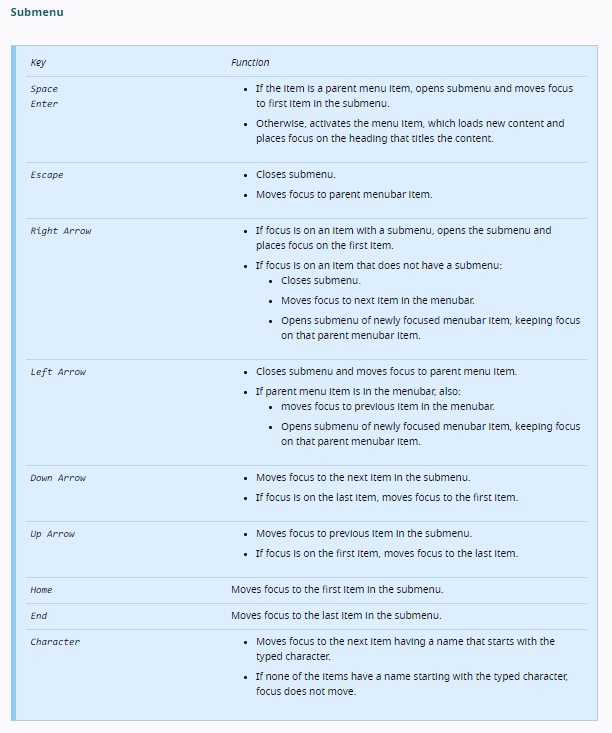 Submenu
Key Function
Space
Enter
• If the item is a parent menu item, opens submenu and moves focus
to first item in the submenu.
• Otherwise, activates the menu item, which loads new content and
places focus on the heading that titles the content.
Escape
• Closes submenu.
• Moves focus to parent menubar item.
Right Arrow
• If focus is on an item with a submenu, opens the submenu and
places focus on the first item.
• If focus is on an item that does not have a submenu:
• Closes submenu.
• Moves focus to next item in the menubar.
• Opens submenu of newly focused menubar item, keeping focus
on that parent menubar item.
Left Arrow
• Closes submenu and moves focus to parent menu item.
• If parent menu item is in the menubar, also:
• moves focus to previous item in the menubar.
• Opens submenu of newly focused menubar item, keeping focus
on that parent menubar item.
Down Arrow
• Moves focus to the next item in the submenu.
• If focus is on the last item, moves focus to the first item.
Up Arrow
• Moves focus to previous item in the submenu.
• If focus is on the first item, moves focus to the last item.
Home Moves focus to the first item in the submenu.
End Moves focus to the last item in the submenu.
Character
• Moves focus to the next item having a name that starts with the
typed character.
• If none of the items have a name starting with the typed character,
focus does not move.